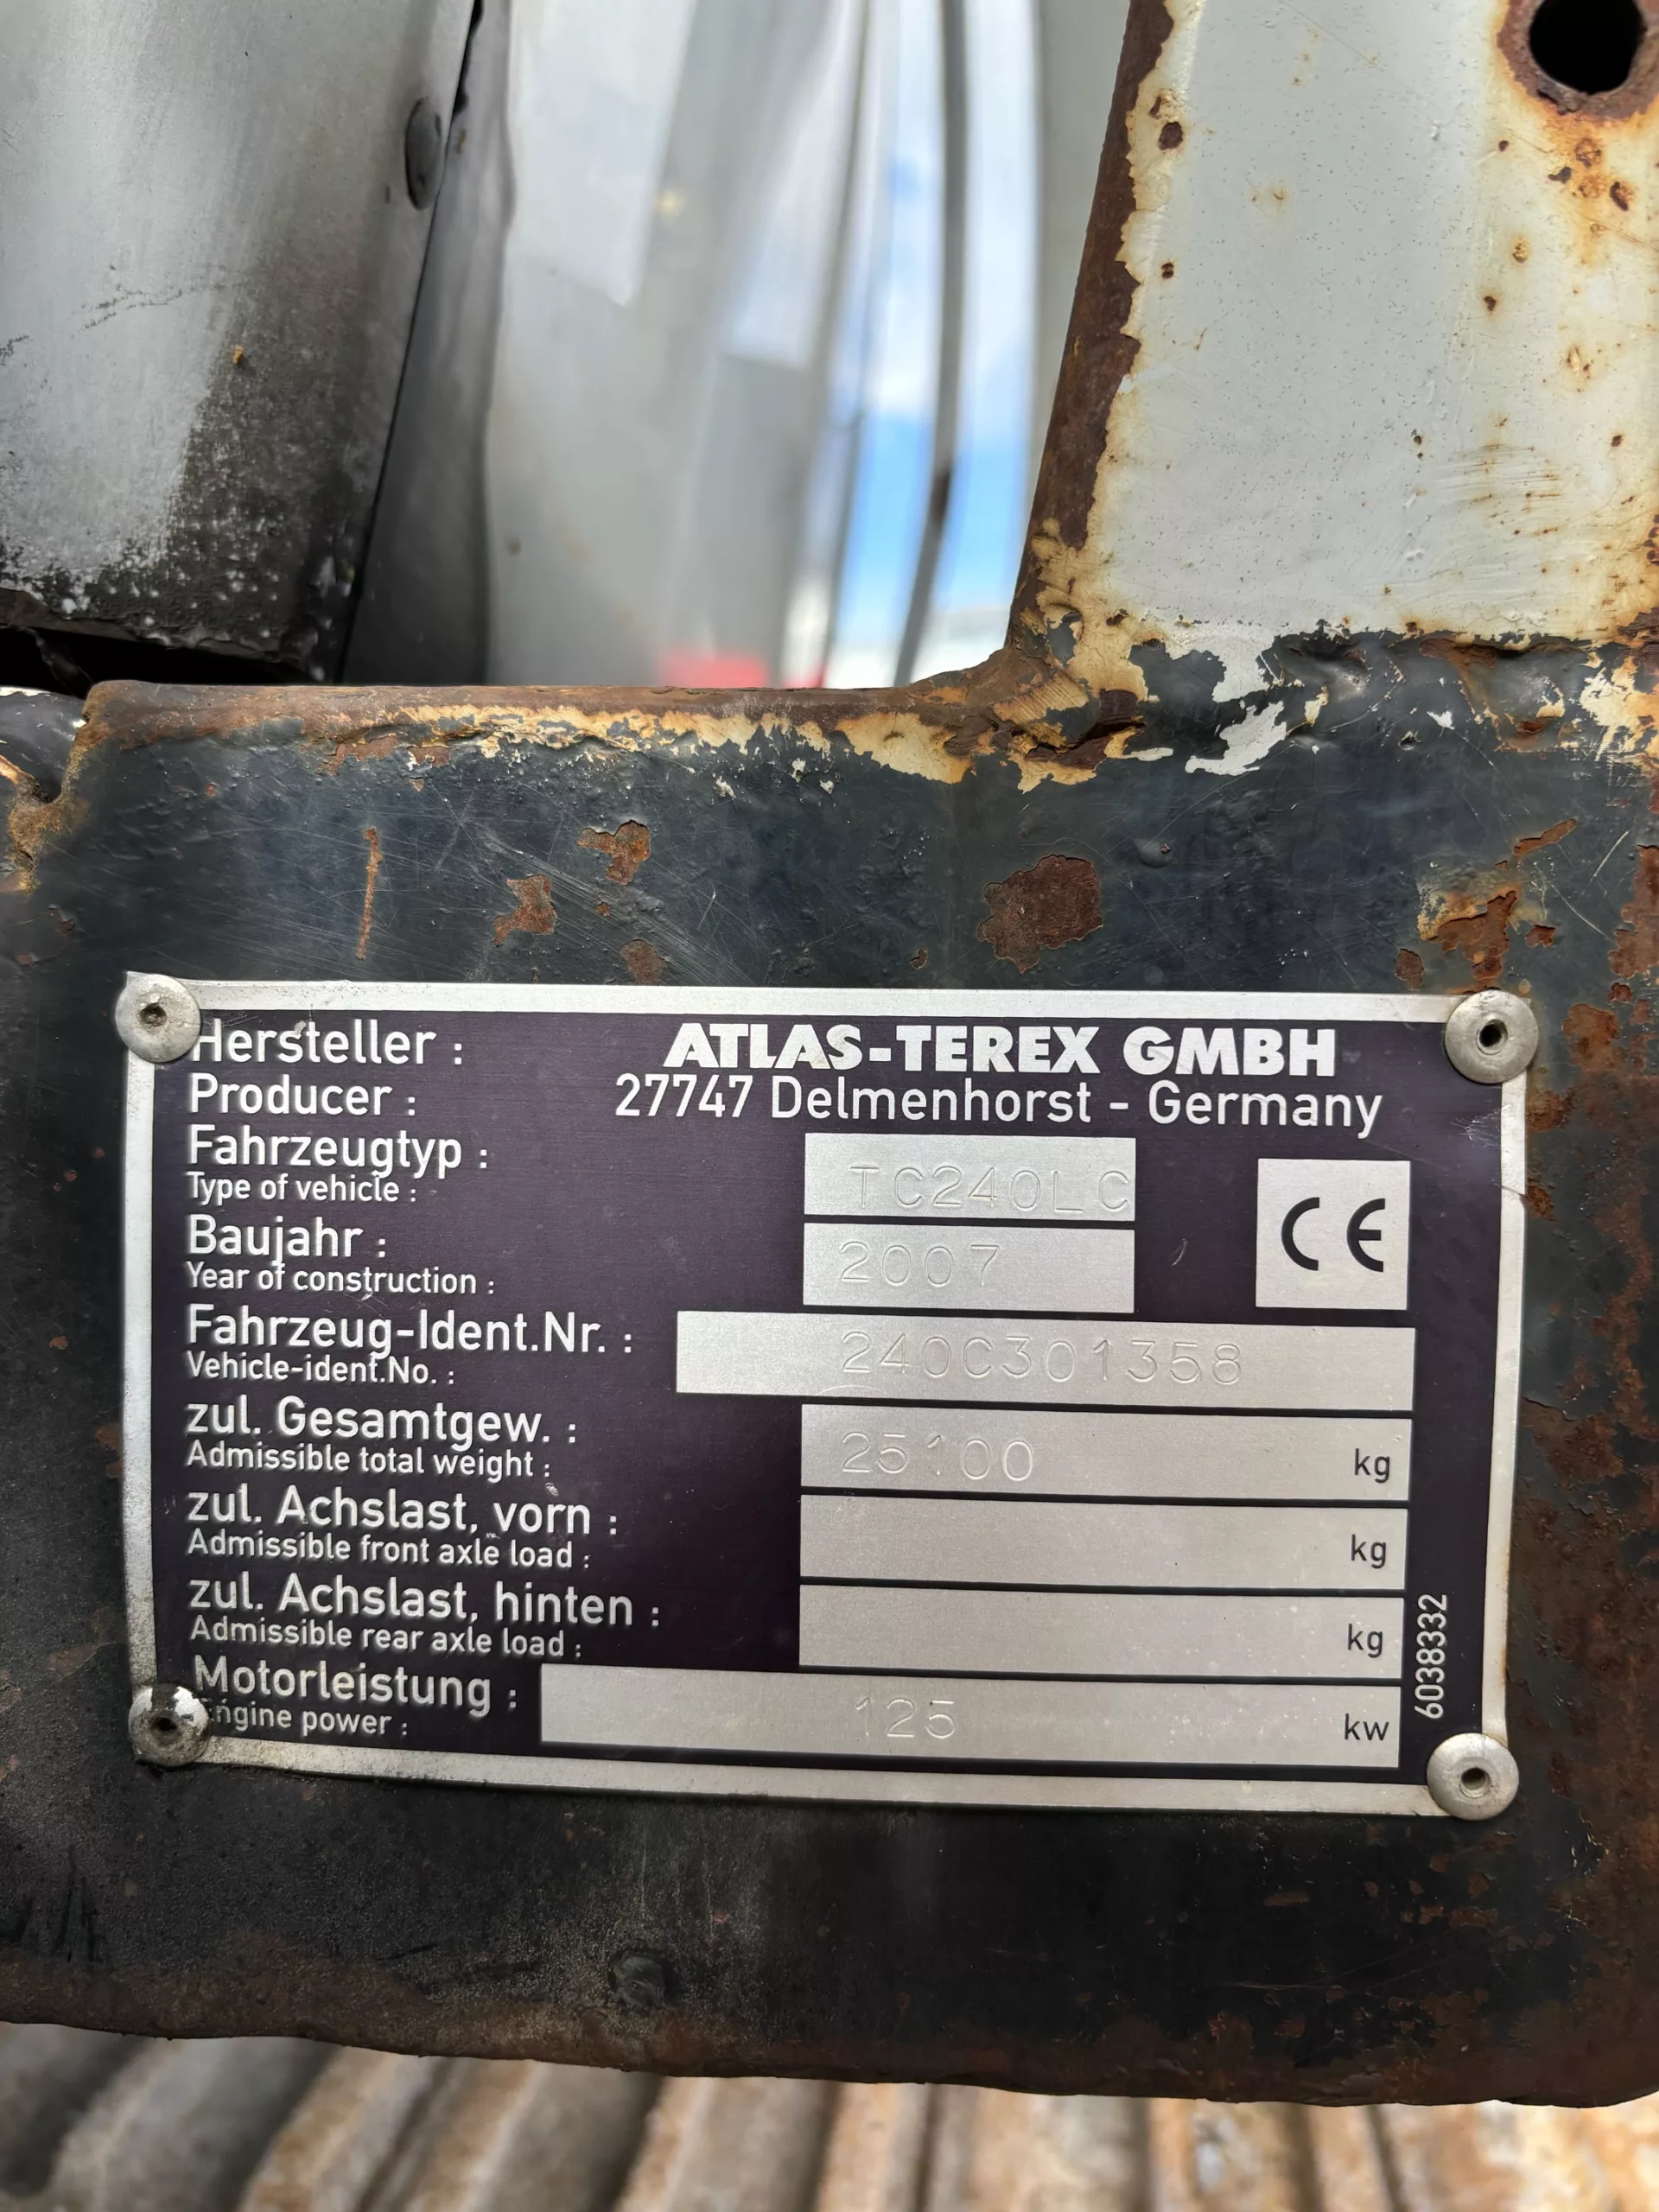 Hersteller : ATLAS-TEREX GMBH
Producer : 27747 Delmenhorst - Germany
Fahrzeugtyp :
Type of vehicle : TC240LC
CE
Baujahr :
Year of construction : 2007
Fahrzeug-Ident.Nr. :
Vehicle-ident.No. : 240C301358
zul. Gesamtgew. :
Admissible total weight : 25100 kg
zul. Achslast, vorn :
Admissible front axle load : kg
zul. Achslast, hinten :
Admissible rear axle load : kg
Motorleistung :
Engine power : 125 kw
6038332